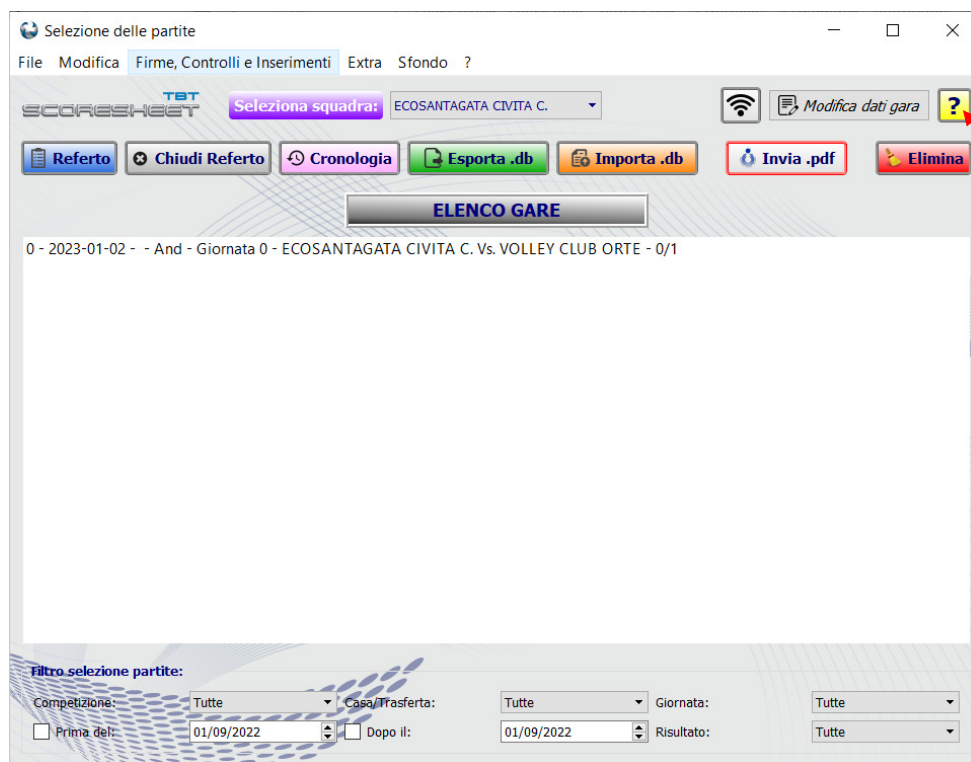 Selezione delle partite
File Modifica Firme, Controlli e Inserimenti Extra Sfondo ?
TBT
SCORESHEET
Seleziona squadra: ECOSANTAGATA CIVITA C. Modifica dati gara ?
Referto Chiudi Referto Cronologia Esporta .db Importa .db Invia .pdf Elimina
ELENCO GARE
0 - 2023-01-02 - - And - Giornata 0 - ECOSANTAGATA CIVITA C. Vs. VOLLEY CLUB ORTE - 0/1
Filtro selezione partite:
Competizione: Tutte Casa/Trasferta: Tutte Giornata: Tutte
Prima del: 01/09/2022 Dopo il: 01/09/2022 Risultato: Tutte